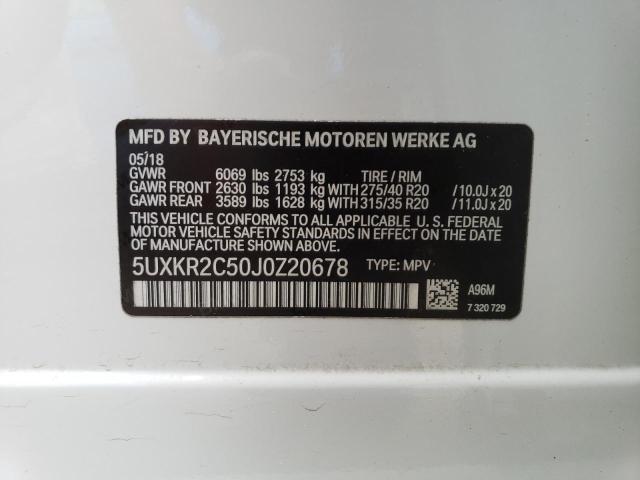 MFD BY BAYERISCHE MOTOREN WERKE AG
05/18
GVWR 6069 lbs 2753 kg TIRE / RIM
GAWR FRONT 2630 lbs 1193 kg WITH 275/40 R20 /10.0J x 20
GAWR REAR 3589 lbs 1628 kg WITH 315/35 R20 /11.0J x 20
THIS VEHICLE CONFORMS TO ALL APPLICABLE U. S. FEDERAL
MOTOR VEHICLE SAFETY STANDARDS IN EFFECT ON THE DATE
OF MANUFACTURE SHOWN ABOVE.
5UXKR2C50J0Z20678 TYPE: MPV
A96M
7 320 729